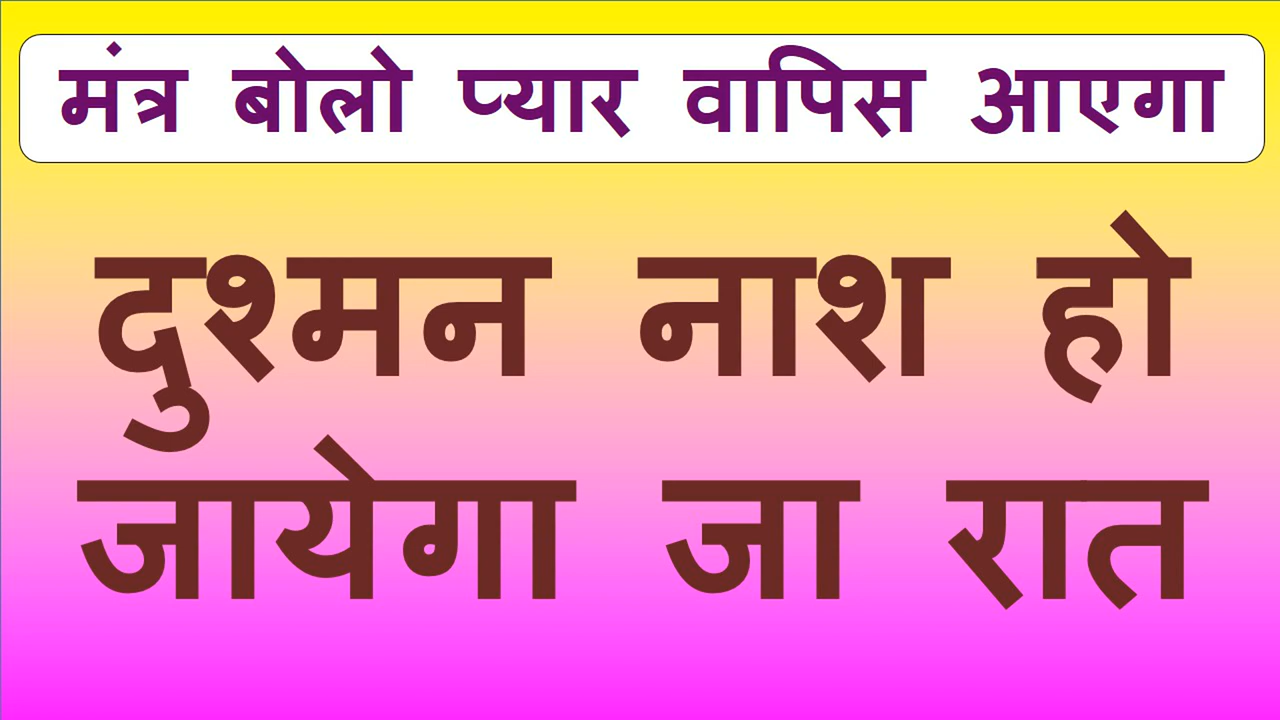 मंत्र बोलो प्यार वापिस आएगा
दुश्मन नाश हो
जायेगा जा रात